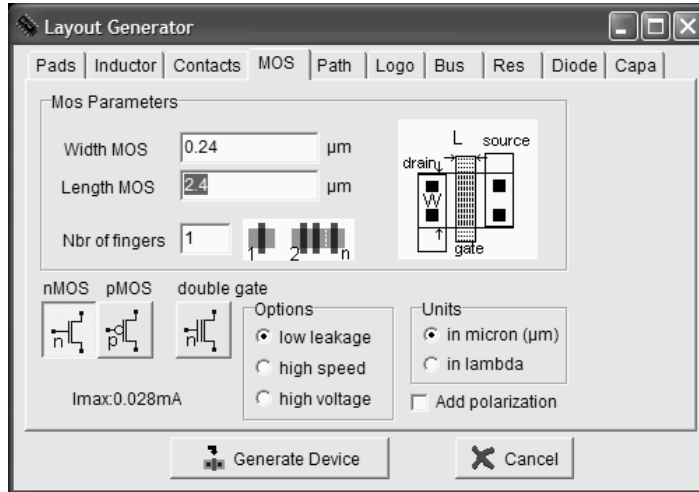 Layout Generator
Pads Inductor Contacts MOS Path Logo Bus Res Diode Capa
Mos Parameters
Width MOS 0.24 µm
Length MOS 2.4 µm
Nbr of fingers 1
1 2 n
L source
drain
W
gate
nMOS pMOS double gate
n p n
Options
low leakage
high speed
high voltage
Units
in micron (µm)
in lambda
Imax:0.028mA
Add polarization
Generate Device Cancel